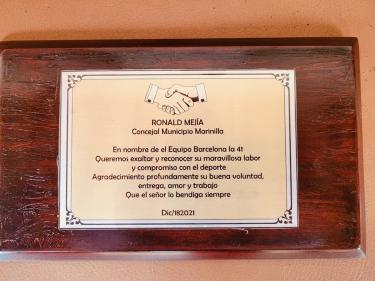 RONALD MEJÍA
Concejal Municipio Marinilla
En nombre de el Equipo Barcelona la 41
Queremos exaltar y reconocer su maravillosa labor
y compromiso con el deporte
Agradecimiento profundamente su buena voluntad,
entrega, amor y trabajo
Que el señor lo bendiga siempre
Dic/182021